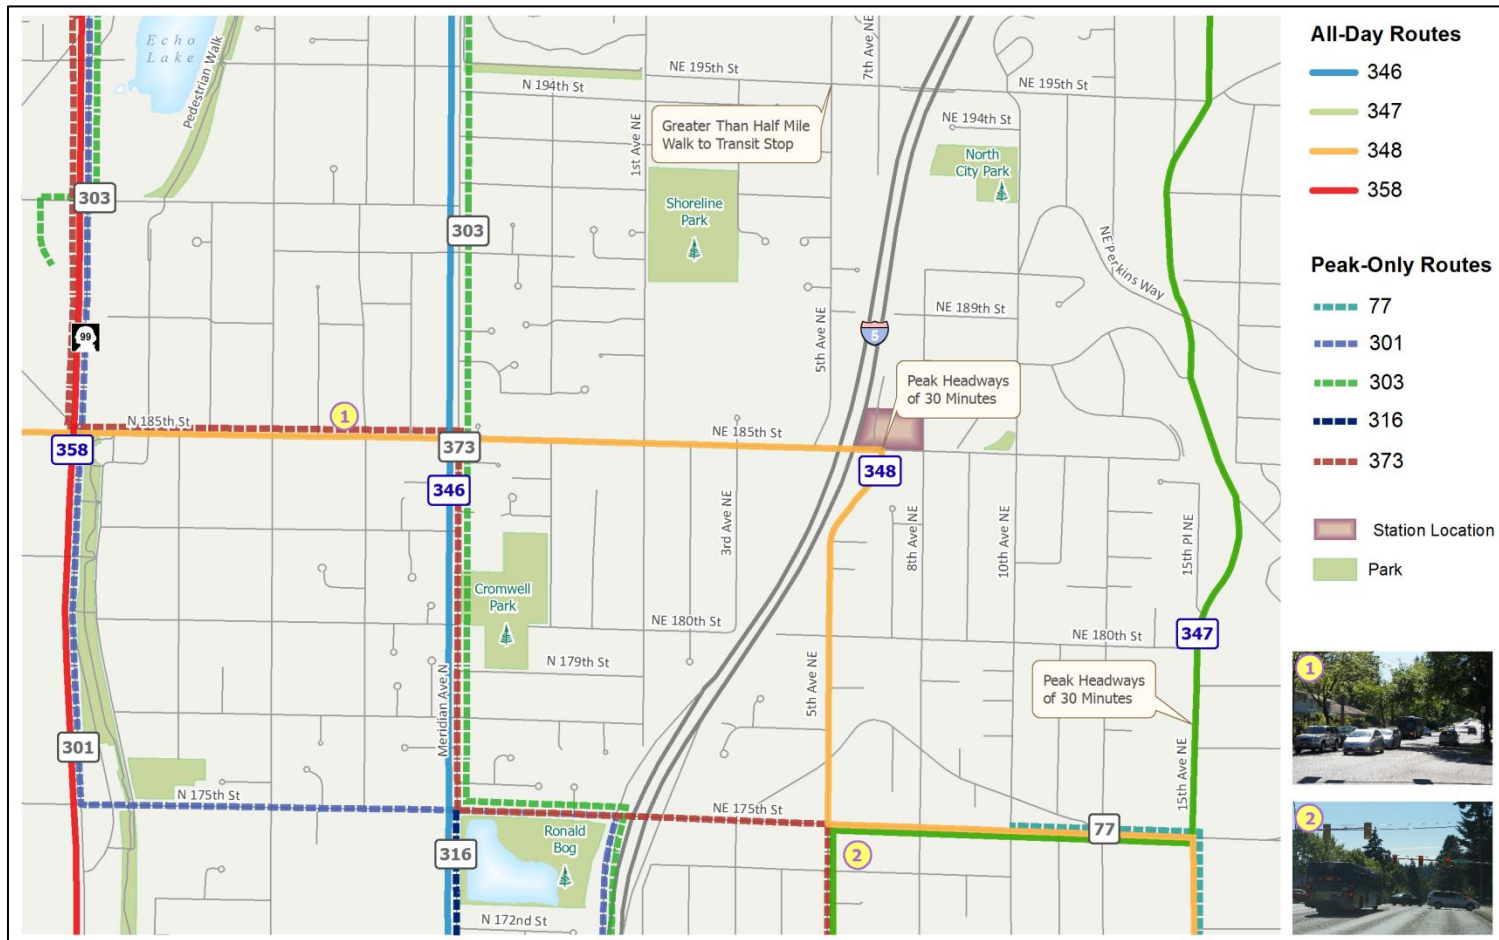 Echo
Lake
Pedestrian Walk
NE 195th St
N 194th St
7th Ave NE
NE 195th St
1st Ave NE
Greater Than Half Mile
Walk to Transit Stop
NE 194th St
North
City Park
303
Shoreline
Park
303
NE Perkins Way
99
5th Ave NE
5
NE 189th St
Peak Headways
of 30 Minutes
N 185th St
1
358
373
NE 185th St
348
346
3rd Ave NE
8th Ave NE
10th Ave NE
15th Pl NE
Cromwell
Park
NE 180th St
NE 180th St
347
N 179th St
Meridian Ave N
5th Ave NE
Peak Headways
of 30 Minutes
301
N 175th St
NE 175th St
15th Ave NE
77
316
Ronald
Bog
2
N 172nd St
All-Day Routes
346
347
348
358
Peak-Only Routes
77
301
303
316
373
Station Location
Park
1
2